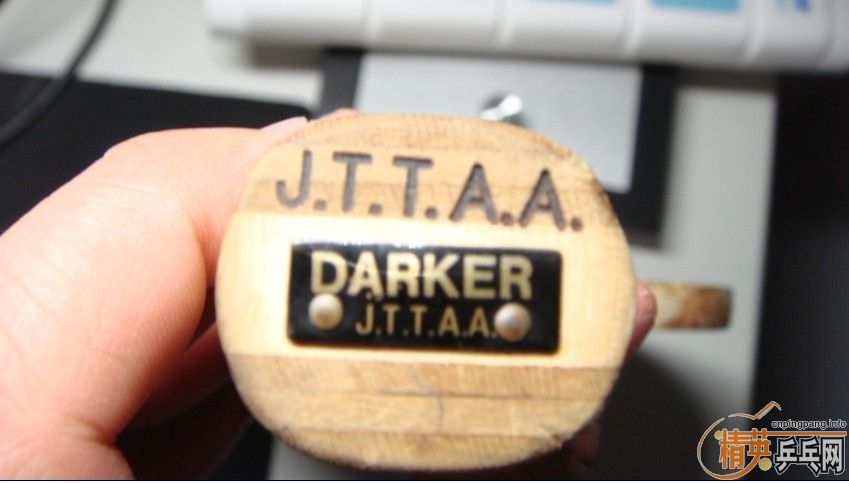 J.T.T.A.A.
DARKER
J.T.T.A.A.
cnpingpang.info
精英乒乓网